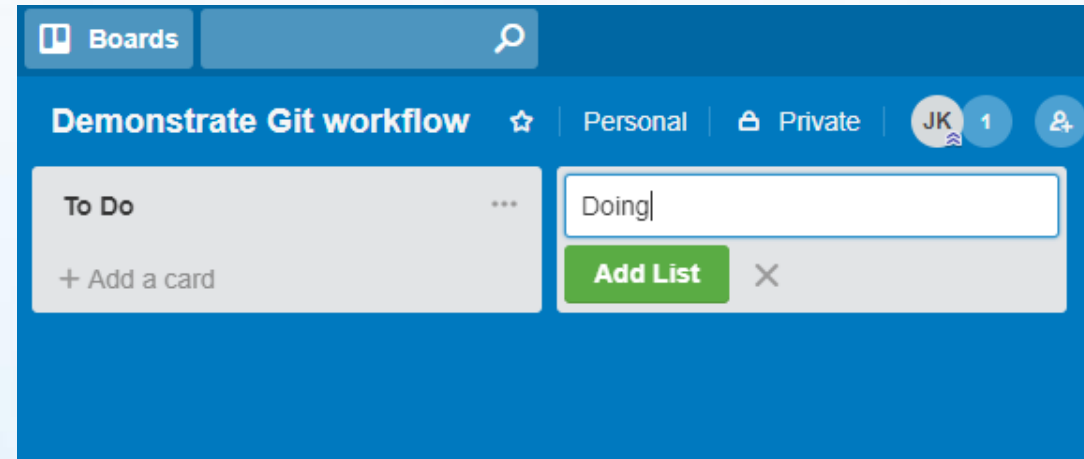 Boards
Demonstrate Git workflow Personal Private JK 1
To Do
+ Add a card
Doing
Add List